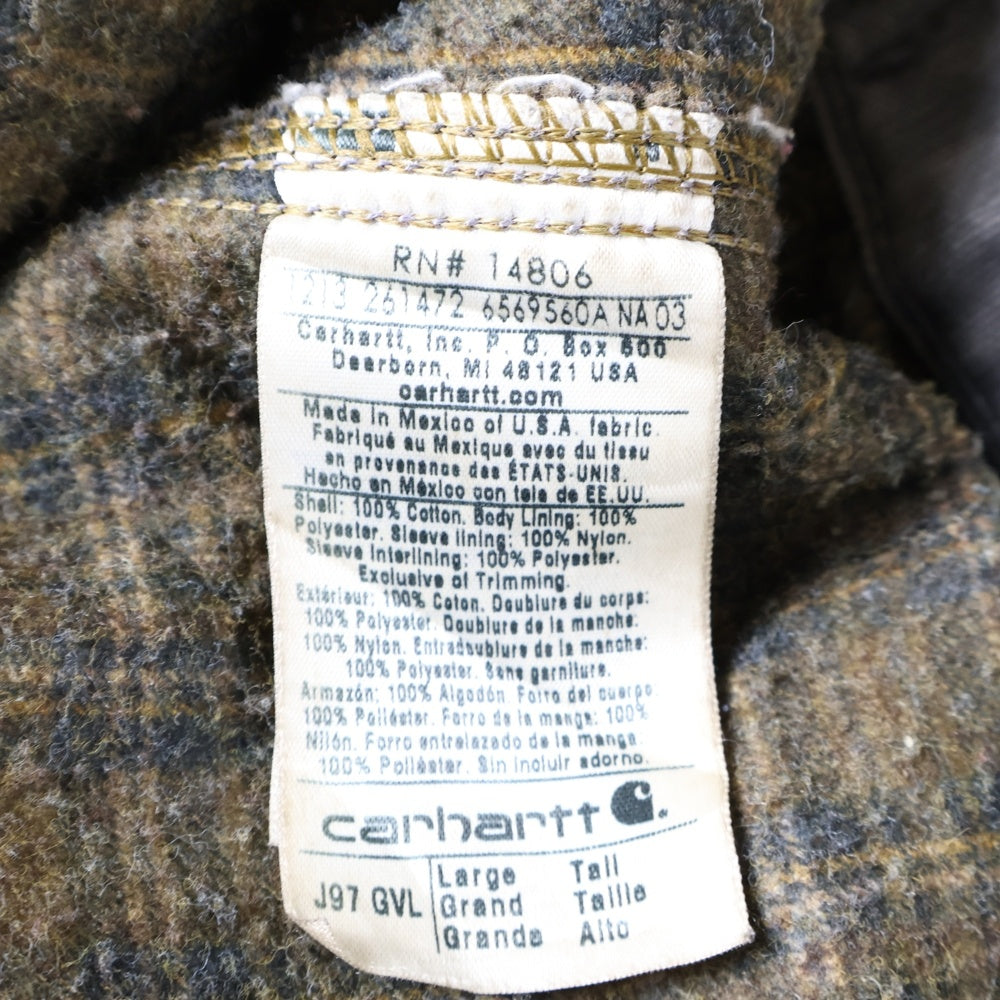 RN# 14806
1213 261472 6569560A NA 03
Carhartt, Inc. P. O. Box 600
Dearborn, MI 48121 USA
carhartt.com
Made in Mexico of U.S.A. fabric.
Fabriqué au Mexique avec du tissu
en provenance des ÉTATS-UNIS.
Hecho en México con tela de EE.UU.
Shell: 100% Cotton. Body Lining: 100%
Polyester. Sleeve lining: 100% Nylon.
Sleeve Interlining: 100% Polyester.
Exclusive of Trimming.
Extérieur: 100% Coton. Doublure du corps:
100% Polyester. Doublure de la manche:
100% Nylon. Entradoublure de la manche:
100% Polyester. Sans garniture.
Armazón: 100% Algodón. Forro del cuerpo:
100% Poliéster. Forro de la manga: 100%
Nilón. Forro entrelazado de la manga:
100% Poliéster. Sin incluir adorno.
carhartt
J97 GVL
Large Tall
Grand Taille
Grande Alto